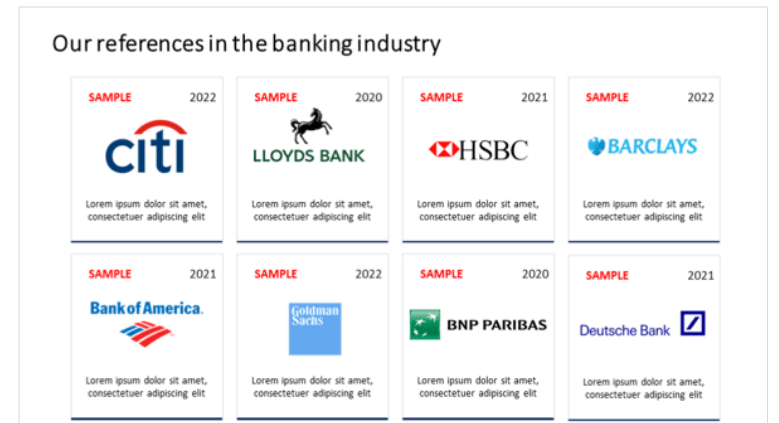 Our references in the banking industry
SAMPLE 2022
citi
Lorem ipsum dolor sit amet,
consectetuer adipiscing elit
SAMPLE 2020
LLOYDS BANK
Lorem ipsum dolor sit amet,
consectetuer adipiscing elit
SAMPLE 2021
HSBC
Lorem ipsum dolor sit amet,
consectetuer adipiscing elit
SAMPLE 2022
BARCLAYS
Lorem ipsum dolor sit amet,
consectetuer adipiscing elit
SAMPLE 2021
Bank of America.
Lorem ipsum dolor sit amet,
consectetuer adipiscing elit
SAMPLE 2022
Goldman
Sachs
Lorem ipsum dolor sit amet,
consectetuer adipiscing elit
SAMPLE 2020
BNP PARIBAS
Lorem ipsum dolor sit amet,
consectetuer adipiscing elit
SAMPLE 2021
Deutsche Bank
Lorem ipsum dolor sit amet,
consectetuer adipiscing elit